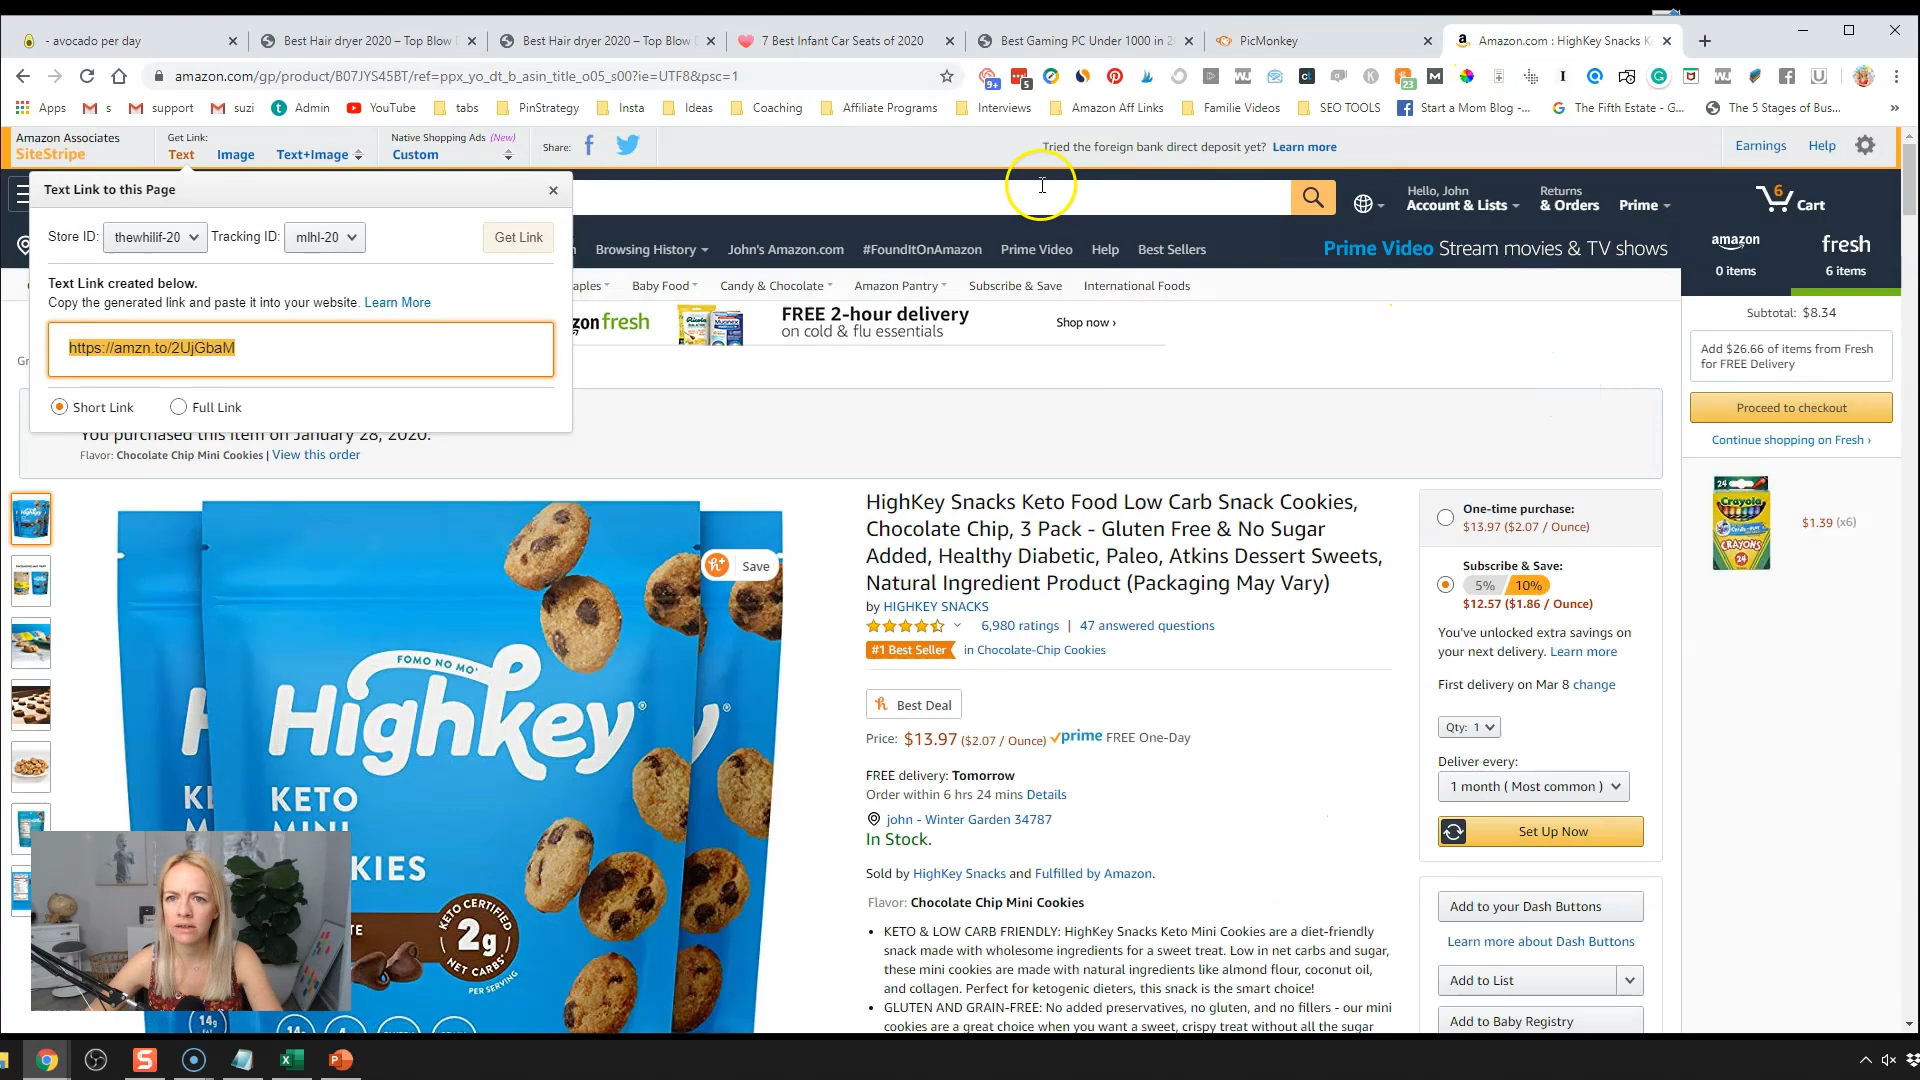 - avocado per day
Best Hair dryer 2020 – Top Blow
Best Hair dryer 2020 – Top Blow
7 Best Infant Car Seats of 2020
Best Gaming PC Under 1000 in 2
PicMonkey
Amazon.com : HighKey Snacks K
amazon.com/gp/product/B07JYS45BT/ref=ppx_yo_dt_b_asin_title_o05_s00?ie=UTF8&psc=1
Apps
s
support
suzi
Admin
YouTube
tabs
PinStrategy
Insta
Ideas
Coaching
Affiliate Programs
Interviews
Amazon Aff Links
Familie Videos
SEO TOOLS
Start a Mom Blog -...
The Fifth Estate - G...
The 5 Stages of Bus...
Amazon Associates
SiteStripe
Get Link:
Text
Image
Text+Image
Native Shopping Ads (New)
Custom
Share:
Tried the foreign bank direct deposit yet? Learn more
Earnings
Help
Text Link to this Page
Store ID: thewhilif-20 Tracking ID: mlhl-20 Get Link
Text Link created below.
Copy the generated link and paste it into your website. Learn More
https://amzn.to/2UjGbaM
Short Link
Full Link
Hello, John
Account & Lists
Returns
& Orders
Prime
6
Cart
Browsing History
John's Amazon.com
#FoundItOnAmazon
Prime Video
Help
Best Sellers
Prime Video Stream movies & TV shows
amazon
0 items
fresh
6 items
aples
Baby Food
Candy & Chocolate
Amazon Pantry
Subscribe & Save
International Foods
zon fresh
FREE 2-hour delivery
on cold & flu essentials
Shop now ›
Subtotal: $8.34
Add $26.66 of items from Fresh
for FREE Delivery
Proceed to checkout
Continue shopping on Fresh ›
24
Crayola
CRAYONS
24
$1.39 (x6)
Gr
You purchased this item on January 28, 2020.
Flavor: Chocolate Chip Mini Cookies | View this order
Save
FOMO NO MO'
HighKey
KETO
MINI
KIES
KETO CERTIFIED
2g
NET CARBS
PER SERVING
14g
HighKey Snacks Keto Food Low Carb Snack Cookies,
Chocolate Chip, 3 Pack - Gluten Free & No Sugar
Added, Healthy Diabetic, Paleo, Atkins Dessert Sweets,
Natural Ingredient Product (Packaging May Vary)
by HIGHKEY SNACKS
6,980 ratings | 47 answered questions
#1 Best Seller in Chocolate-Chip Cookies
Best Deal
Price: $13.97 ($2.07 / Ounce) prime FREE One-Day
FREE delivery: Tomorrow
Order within 6 hrs 24 mins Details
john - Winter Garden 34787
In Stock.
Sold by HighKey Snacks and Fulfilled by Amazon.
Flavor: Chocolate Chip Mini Cookies
• KETO & LOW CARB FRIENDLY: HighKey Snacks Keto Mini Cookies are a diet-friendly
snack made with wholesome ingredients for a sweet treat. Low in net carbs and sugar,
these mini cookies are made with natural ingredients like almond flour, coconut oil,
and collagen. Perfect for ketogenic dieters, this snack is the smart choice!
• GLUTEN AND GRAIN-FREE: No added preservatives, no gluten, and no fillers - our mini
cookies are a great choice when you want a sweet, crispy treat without all the sugar
One-time purchase:
$13.97 ($2.07 / Ounce)
Subscribe & Save:
5% 10%
$12.57 ($1.86 / Ounce)
You've unlocked extra savings on
your next delivery. Learn more
First delivery on Mar 8 change
Qty: 1
Deliver every:
1 month ( Most common )
Set Up Now
Add to your Dash Buttons
Learn more about Dash Buttons
Add to List
Add to Baby Registry